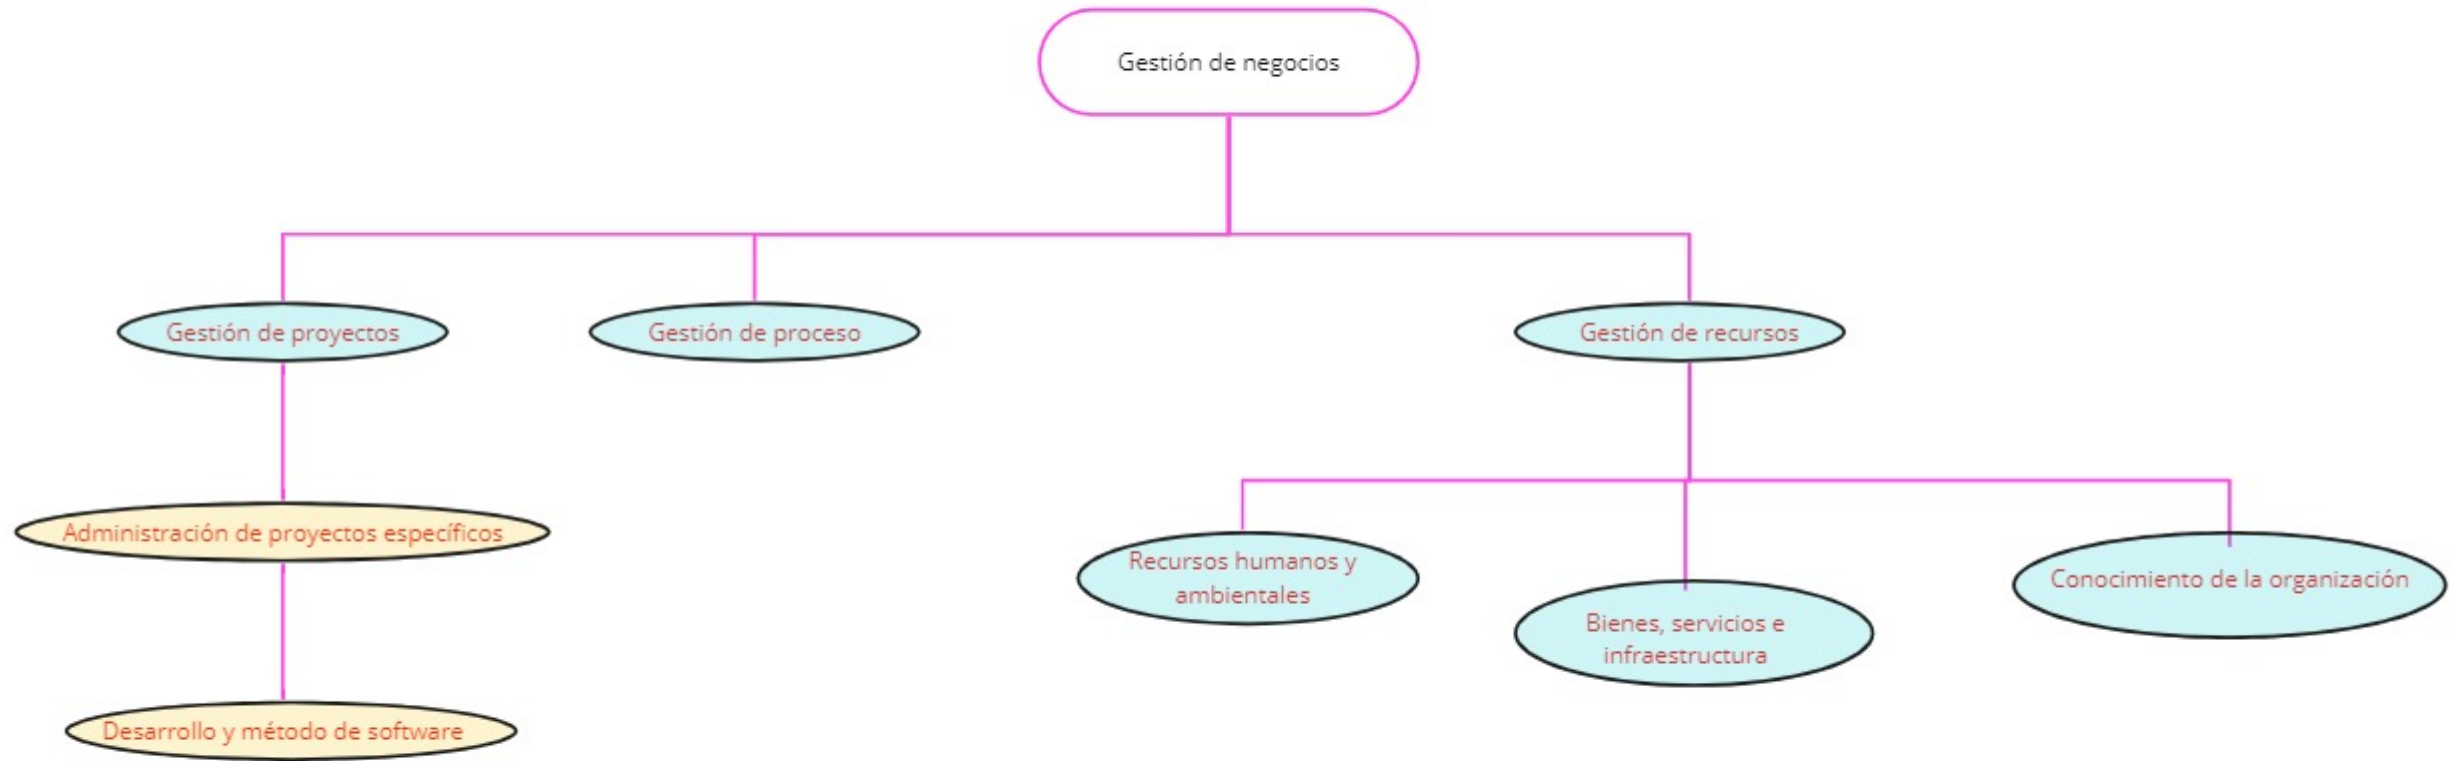 Gestión de negocios
Gestión de proyectos
Gestión de proceso
Gestión de recursos
Administración de proyectos específicos
Recursos humanos y
ambientales
Bienes, servicios e
infraestructura
Conocimiento de la organización
Desarrollo y método de software